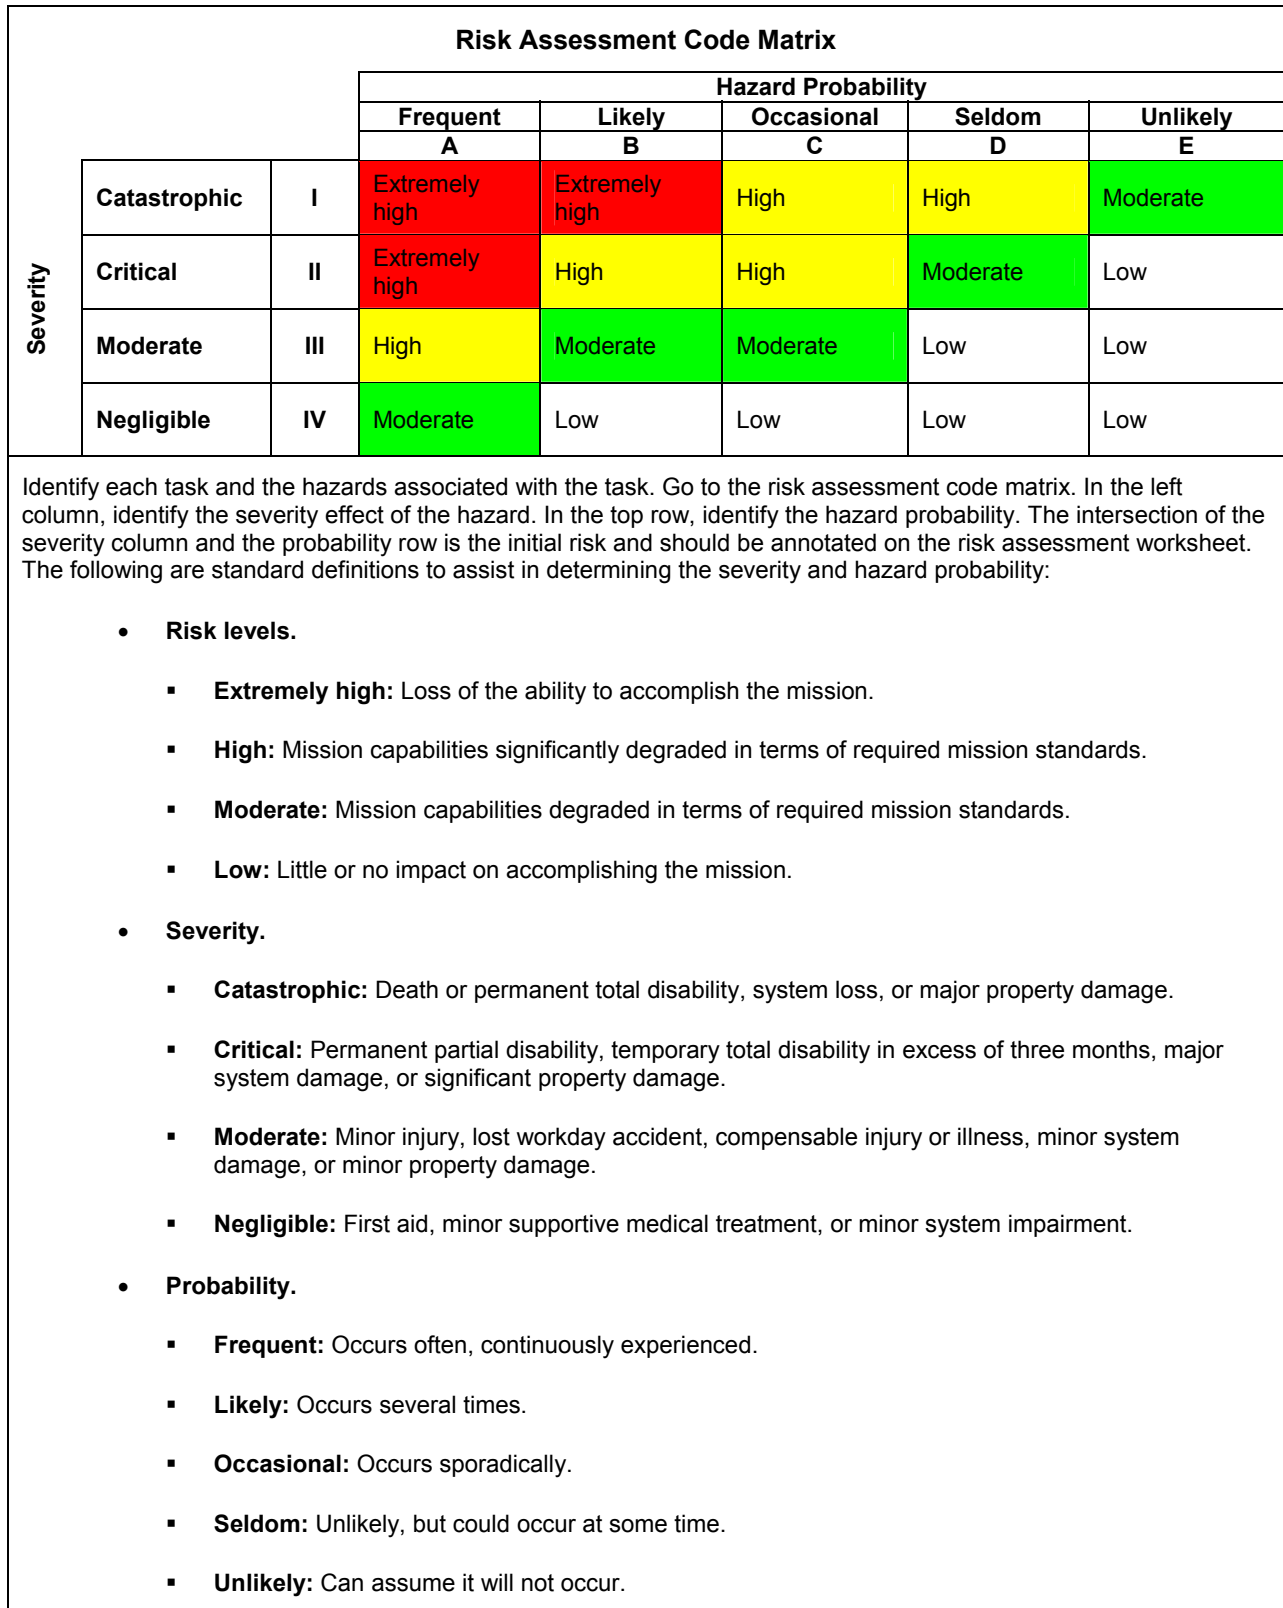 Risk Assessment Code Matrix
Hazard Probability
Frequent Likely Occasional Seldom Unlikely
A B C D E
Severity
Catastrophic I Extremely high Extremely high High High Moderate
Critical II Extremely high High High Moderate Low
Moderate III High Moderate Moderate Low Low
Negligible IV Moderate Low Low Low Low
Identify each task and the hazards associated with the task. Go to the risk assessment code matrix. In the left
column, identify the severity effect of the hazard. In the top row, identify the hazard probability. The intersection of the
severity column and the probability row is the initial risk and should be annotated on the risk assessment worksheet.
The following are standard definitions to assist in determining the severity and hazard probability:
• Risk levels.
▪ Extremely high: Loss of the ability to accomplish the mission.
▪ High: Mission capabilities significantly degraded in terms of required mission standards.
▪ Moderate: Mission capabilities degraded in terms of required mission standards.
▪ Low: Little or no impact on accomplishing the mission.
• Severity.
▪ Catastrophic: Death or permanent total disability, system loss, or major property damage.
▪ Critical: Permanent partial disability, temporary total disability in excess of three months, major
system damage, or significant property damage.
▪ Moderate: Minor injury, lost workday accident, compensable injury or illness, minor system
damage, or minor property damage.
▪ Negligible: First aid, minor supportive medical treatment, or minor system impairment.
• Probability.
▪ Frequent: Occurs often, continuously experienced.
▪ Likely: Occurs several times.
▪ Occasional: Occurs sporadically.
▪ Seldom: Unlikely, but could occur at some time.
▪ Unlikely: Can assume it will not occur.